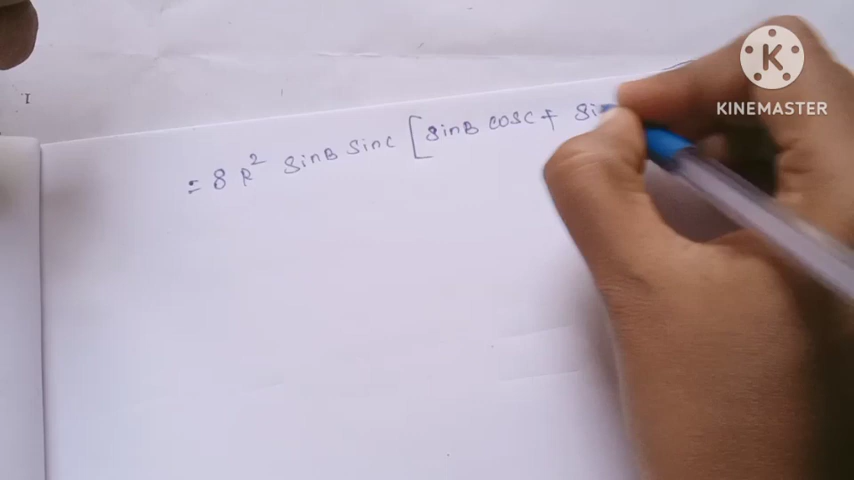 = 8 R² sinB sinC [sinB cosC + si
KINEMASTER